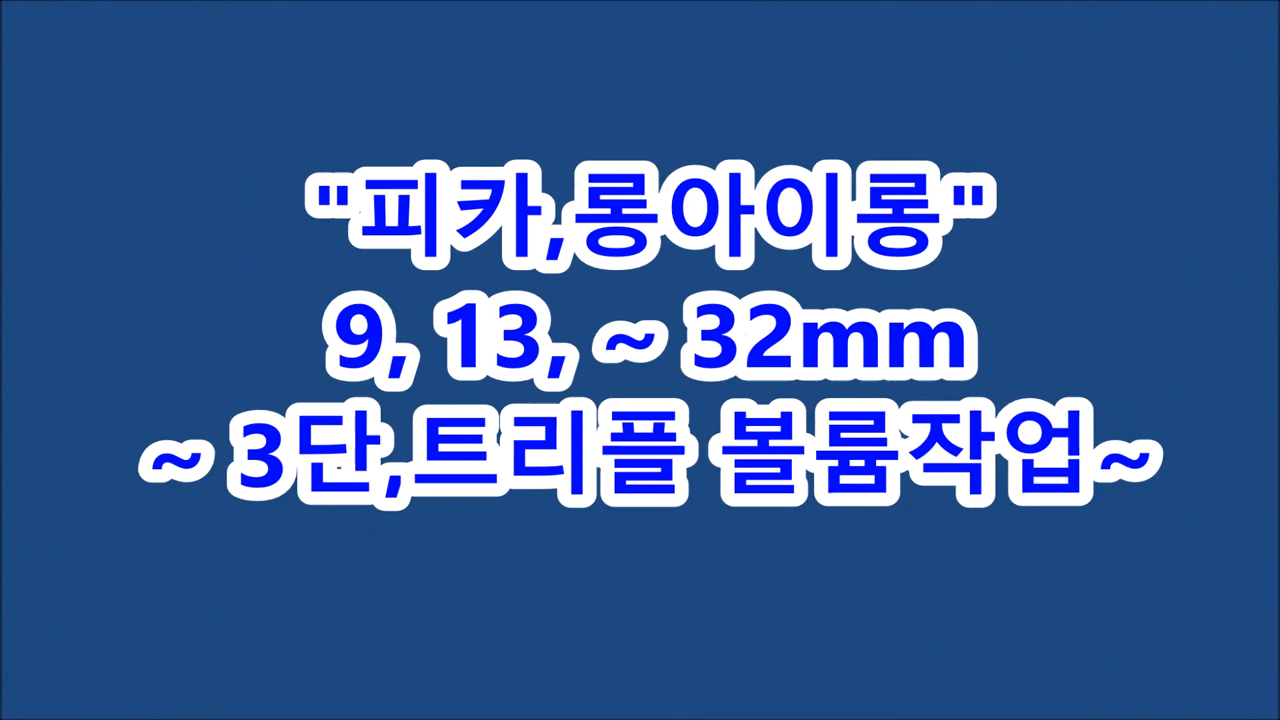 "피카,롱아이롱"
9, 13, ~ 32mm
~ 3단,트리플 볼륨작업~